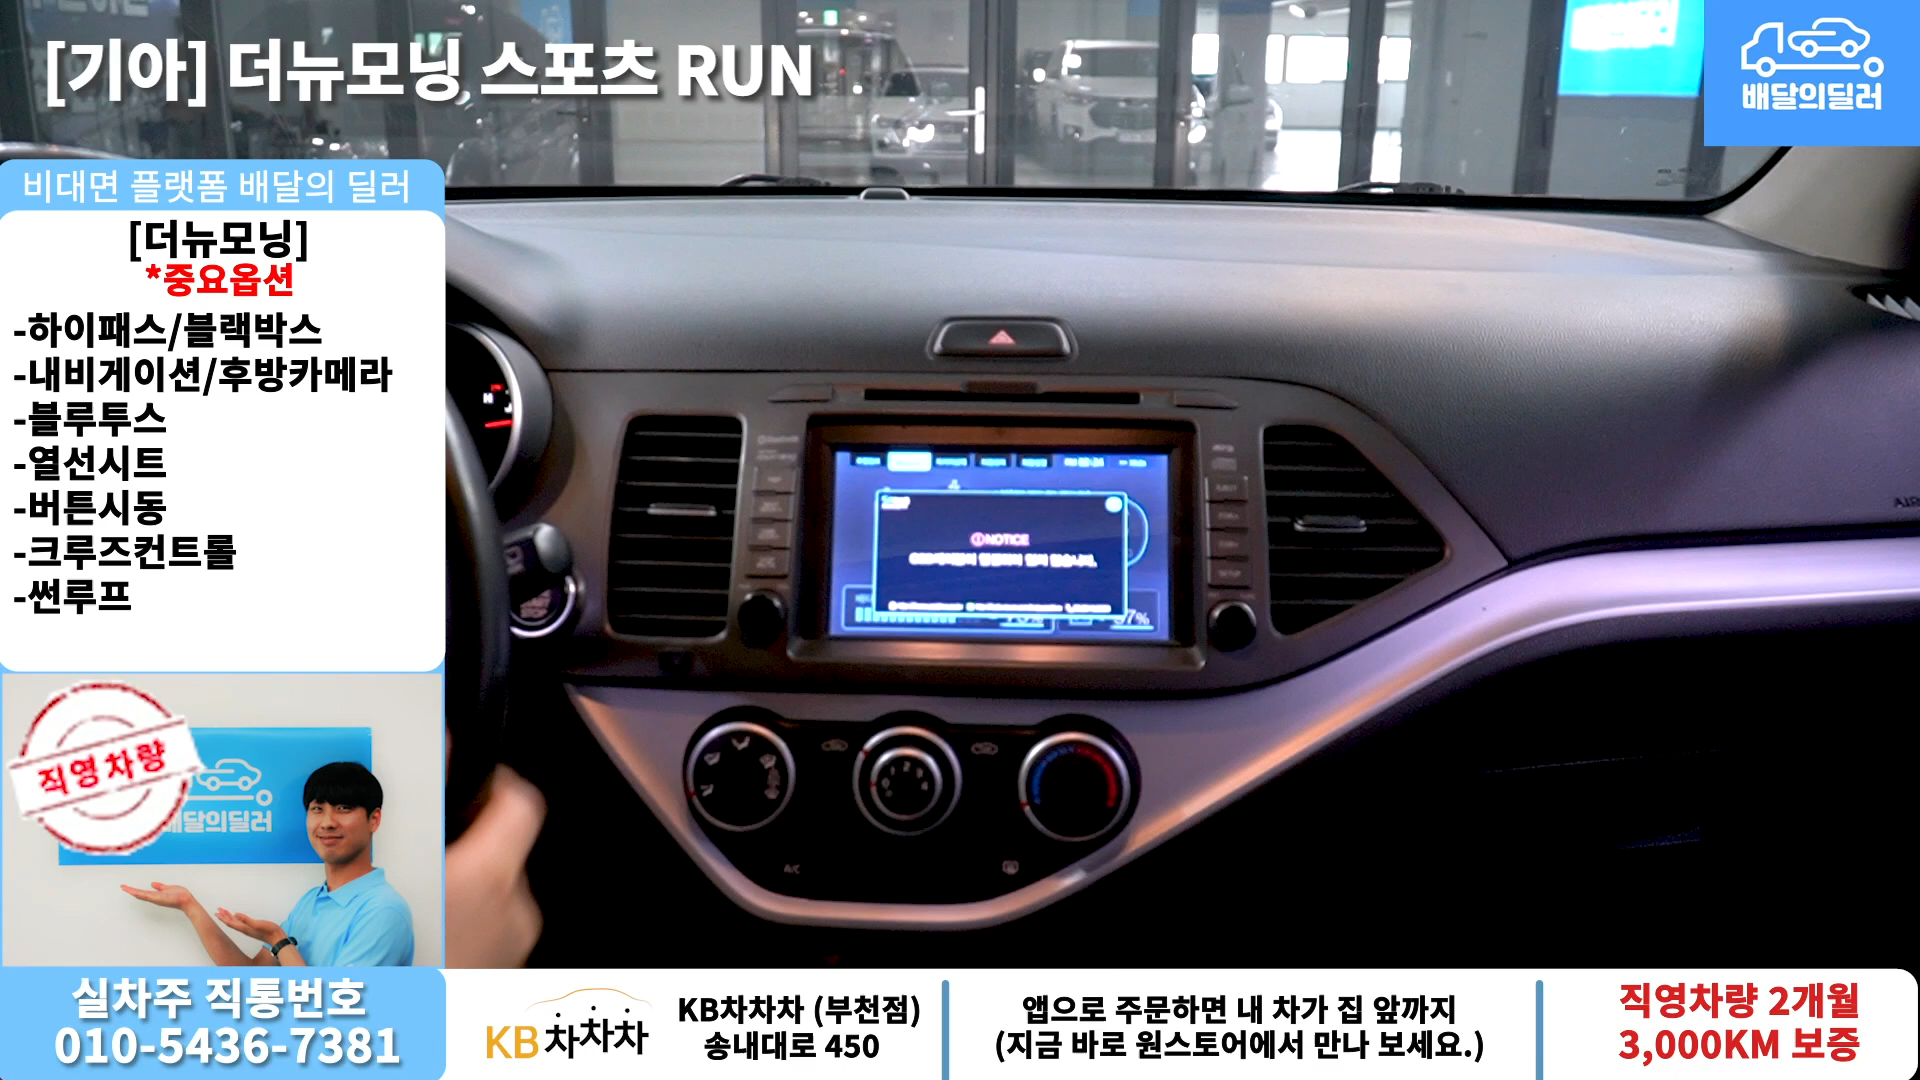 [기아] 더뉴모닝 스포츠 RUN
배달의딜러
비대면 플랫폼 배달의 딜러
[더뉴모닝]
*중요옵션
-하이패스/블랙박스
-내비게이션/후방카메라
-블루투스
-열선시트
-버튼시동
-크루즈컨트롤
-썬루프
NOTICE
0 1 2 3 4
A/C
직영차량
배달의딜러
실차주 직통번호
010-5436-7381
KB차차차
KB차차차 (부천점)
송내대로 450
앱으로 주문하면 내 차가 집 앞까지
(지금 바로 원스토어에서 만나 보세요.)
직영차량 2개월
3,000KM 보증